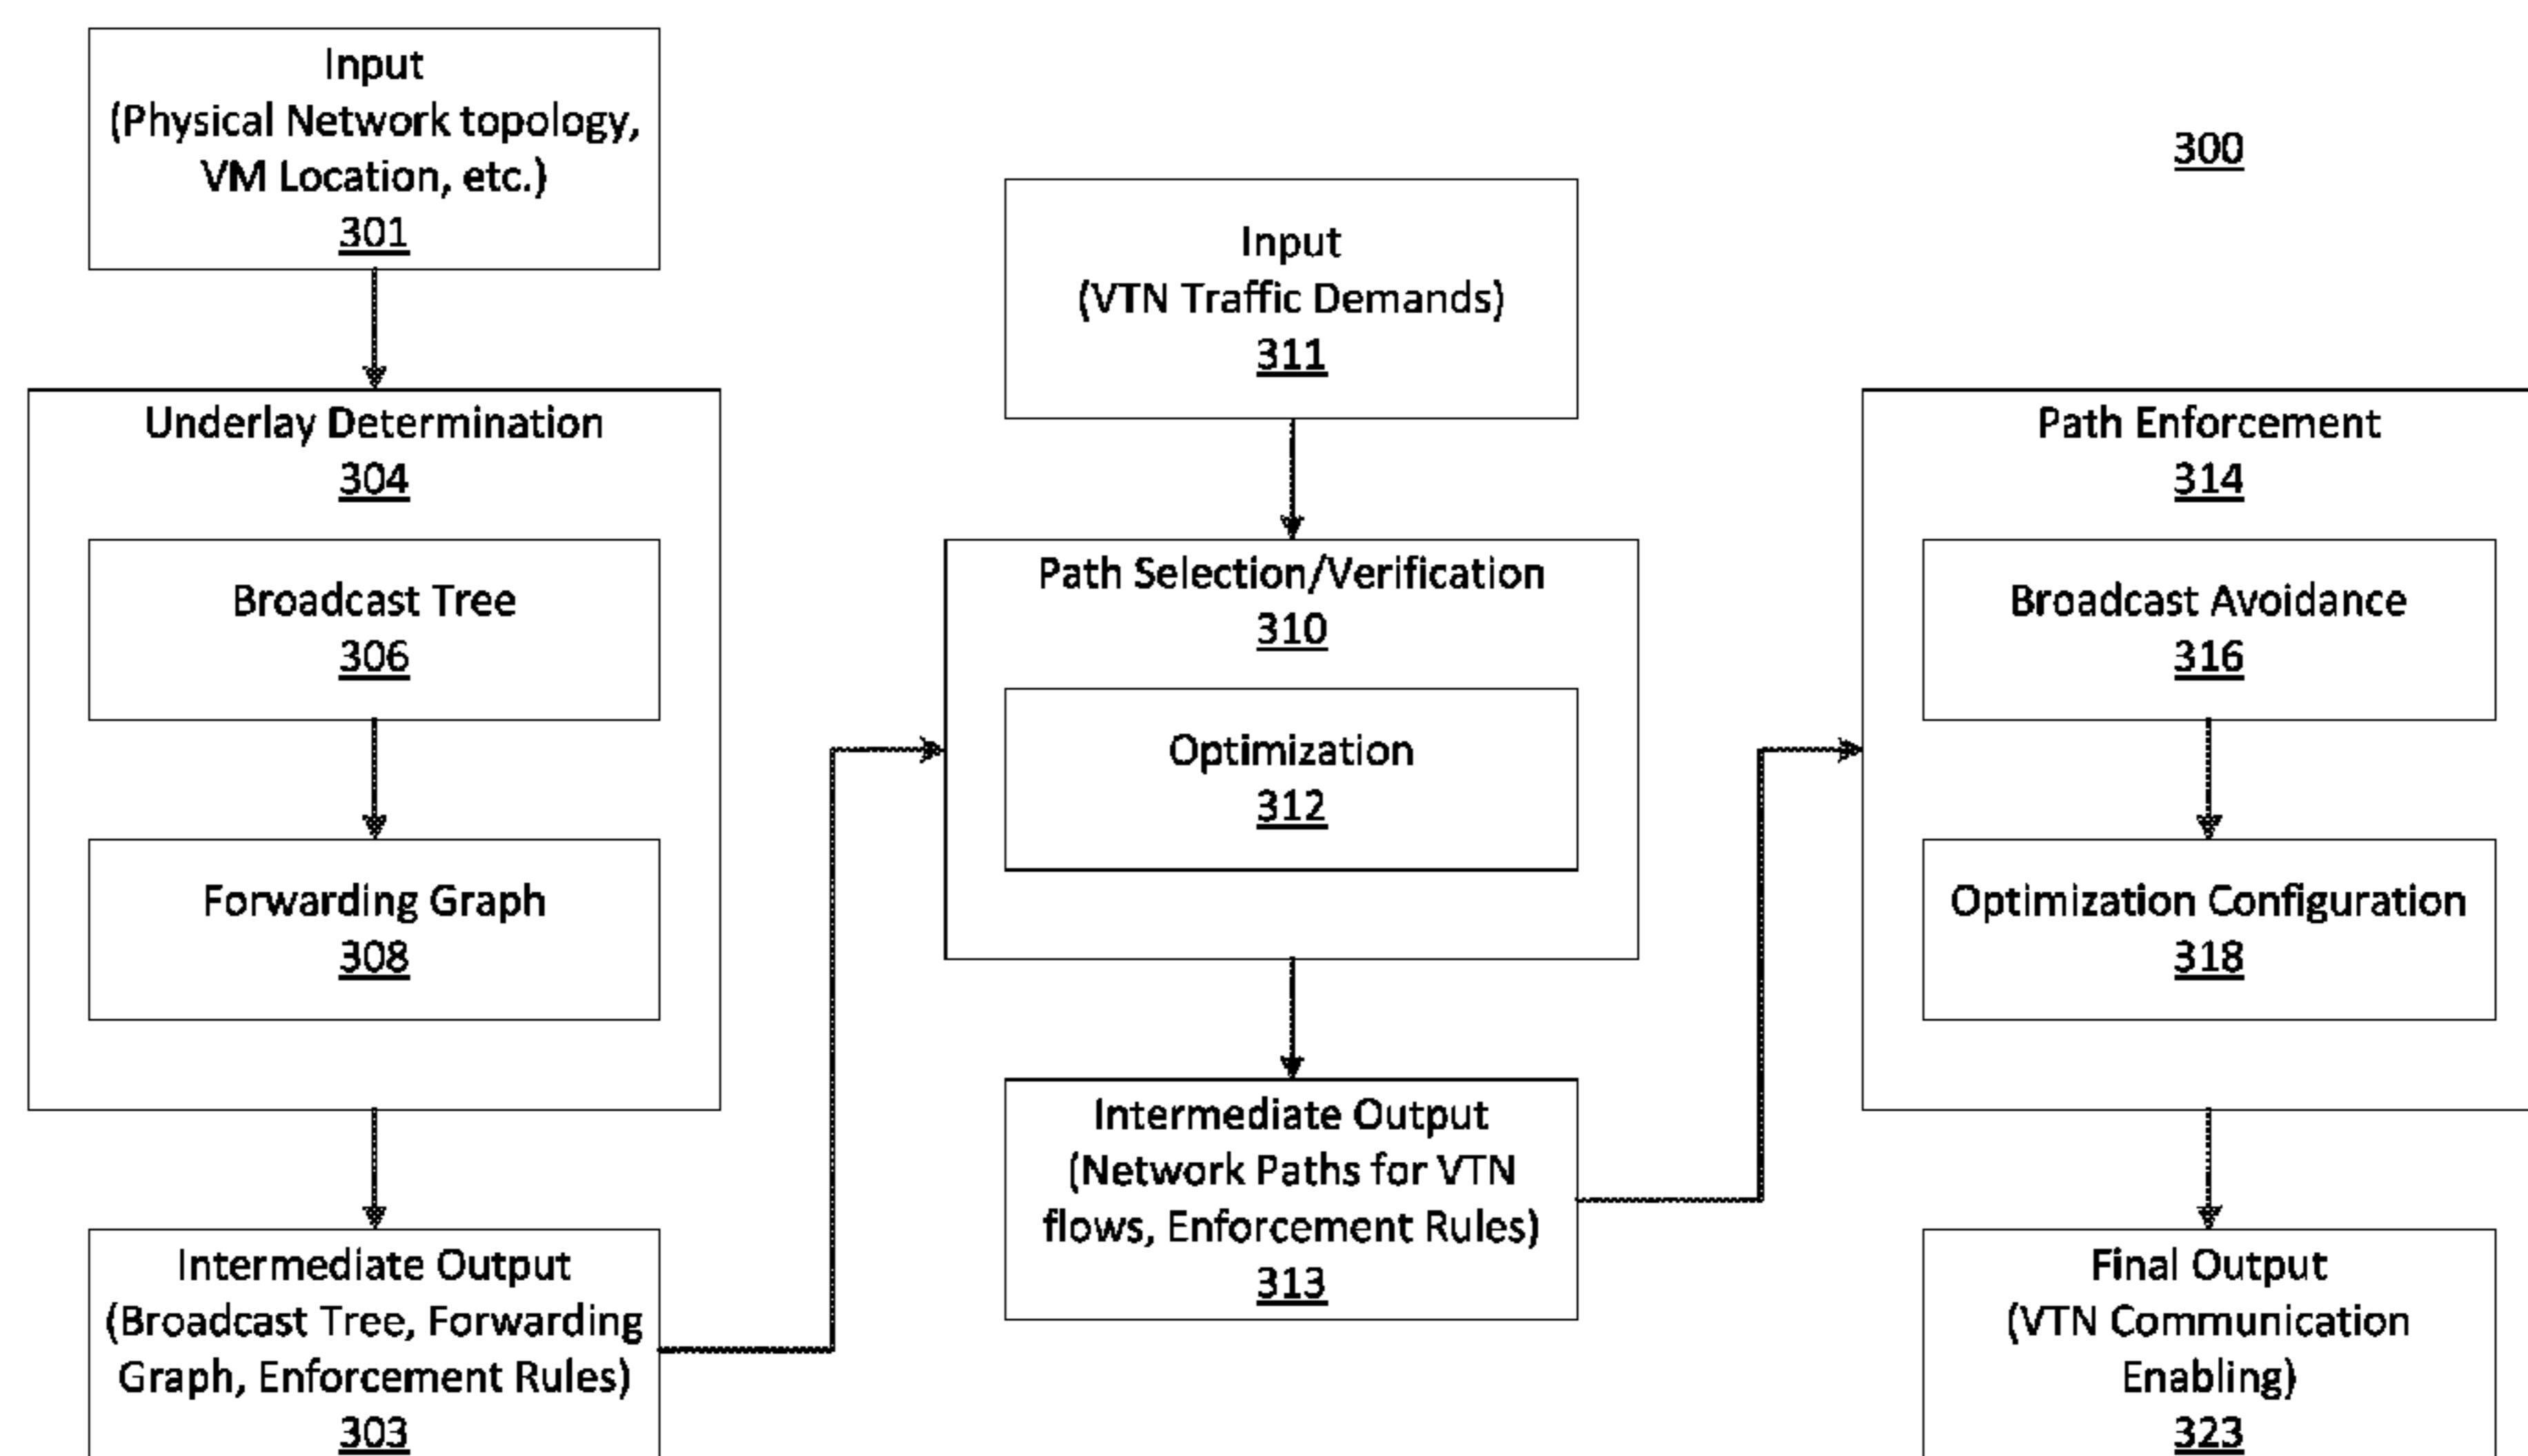 Input
(Physical Network topology,
VM Location, etc.)
301
Underlay Determination
304
Broadcast Tree
306
Forwarding Graph
308
Intermediate Output
(Broadcast Tree, Forwarding
Graph, Enforcement Rules)
303
Input
(VTN Traffic Demands)
311
Path Selection/Verification
310
Optimization
312
Intermediate Output
(Network Paths for VTN
flows, Enforcement Rules)
313
300
Path Enforcement
314
Broadcast Avoidance
316
Optimization Configuration
318
Final Output
(VTN Communication
Enabling)
323